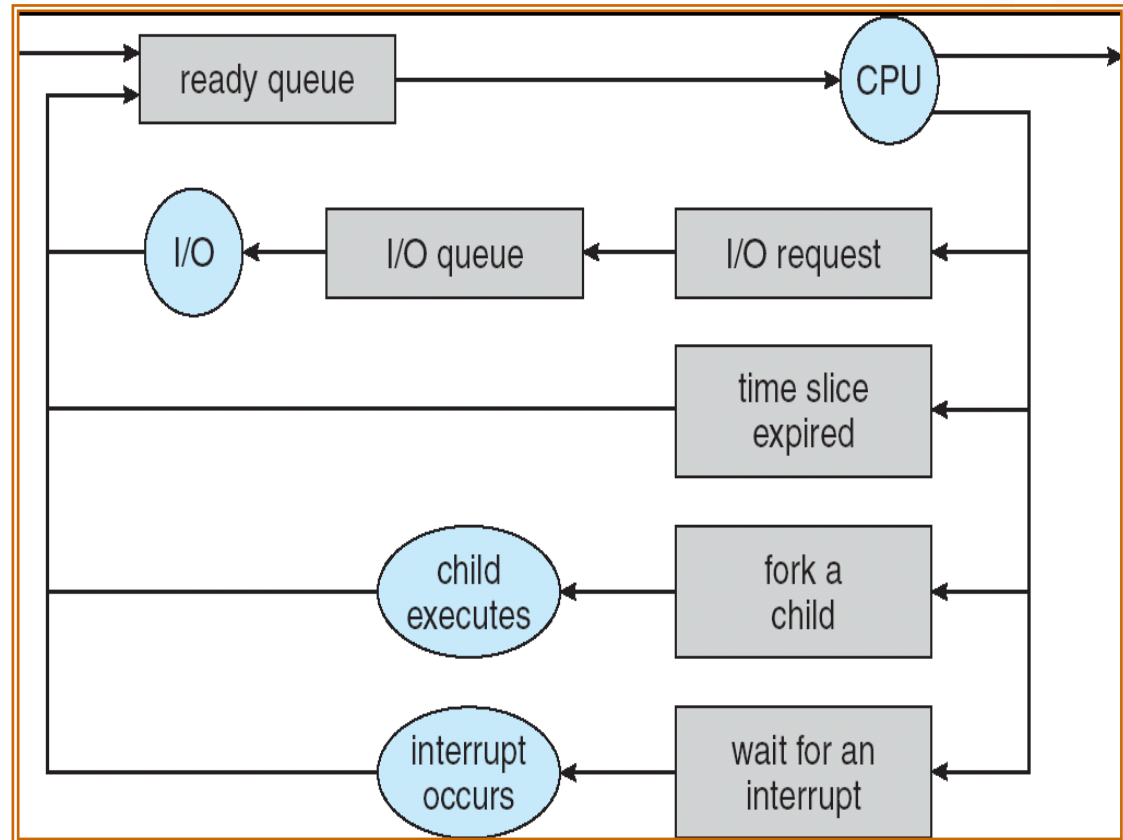 ready queue
CPU
I/O
I/O queue
I/O request
time slice
expired
child
executes
fork a
child
interrupt
occurs
wait for an
interrupt